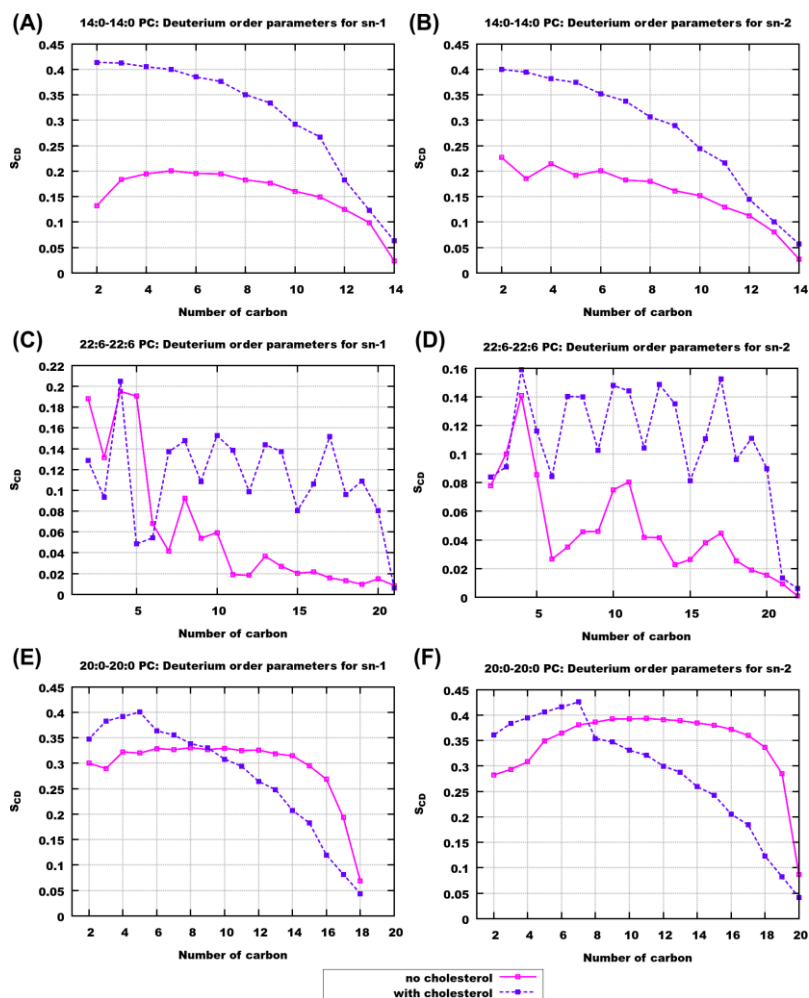 (A)
14:0-14:0 PC: Deuterium order parameters for sn-1
0.45
0.4
0.35
0.3
0.25
0.2
0.15
0.1
0.05
0
S_CD
2 4 6 8 10 12 14
Number of carbon
(B)
14:0-14:0 PC: Deuterium order parameters for sn-2
0.45
0.4
0.35
0.3
0.25
0.2
0.15
0.1
0.05
0
S_CD
2 4 6 8 10 12 14
Number of carbon
(C)
22:6-22:6 PC: Deuterium order parameters for sn-1
0.22
0.2
0.18
0.16
0.14
0.12
0.1
0.08
0.06
0.04
0.02
0
S_CD
5 10 15 20
Number of carbon
(D)
22:6-22:6 PC: Deuterium order parameters for sn-2
0.16
0.14
0.12
0.1
0.08
0.06
0.04
0.02
0
S_CD
5 10 15 20
Number of carbon
(E)
20:0-20:0 PC: Deuterium order parameters for sn-1
0.45
0.4
0.35
0.3
0.25
0.2
0.15
0.1
0.05
0
S_CD
2 4 6 8 10 12 14 16 18 20
Number of carbon
(F)
20:0-20:0 PC: Deuterium order parameters for sn-2
0.45
0.4
0.35
0.3
0.25
0.2
0.15
0.1
0.05
0
S_CD
2 4 6 8 10 12 14 16 18 20
Number of carbon
no cholesterol
with cholesterol